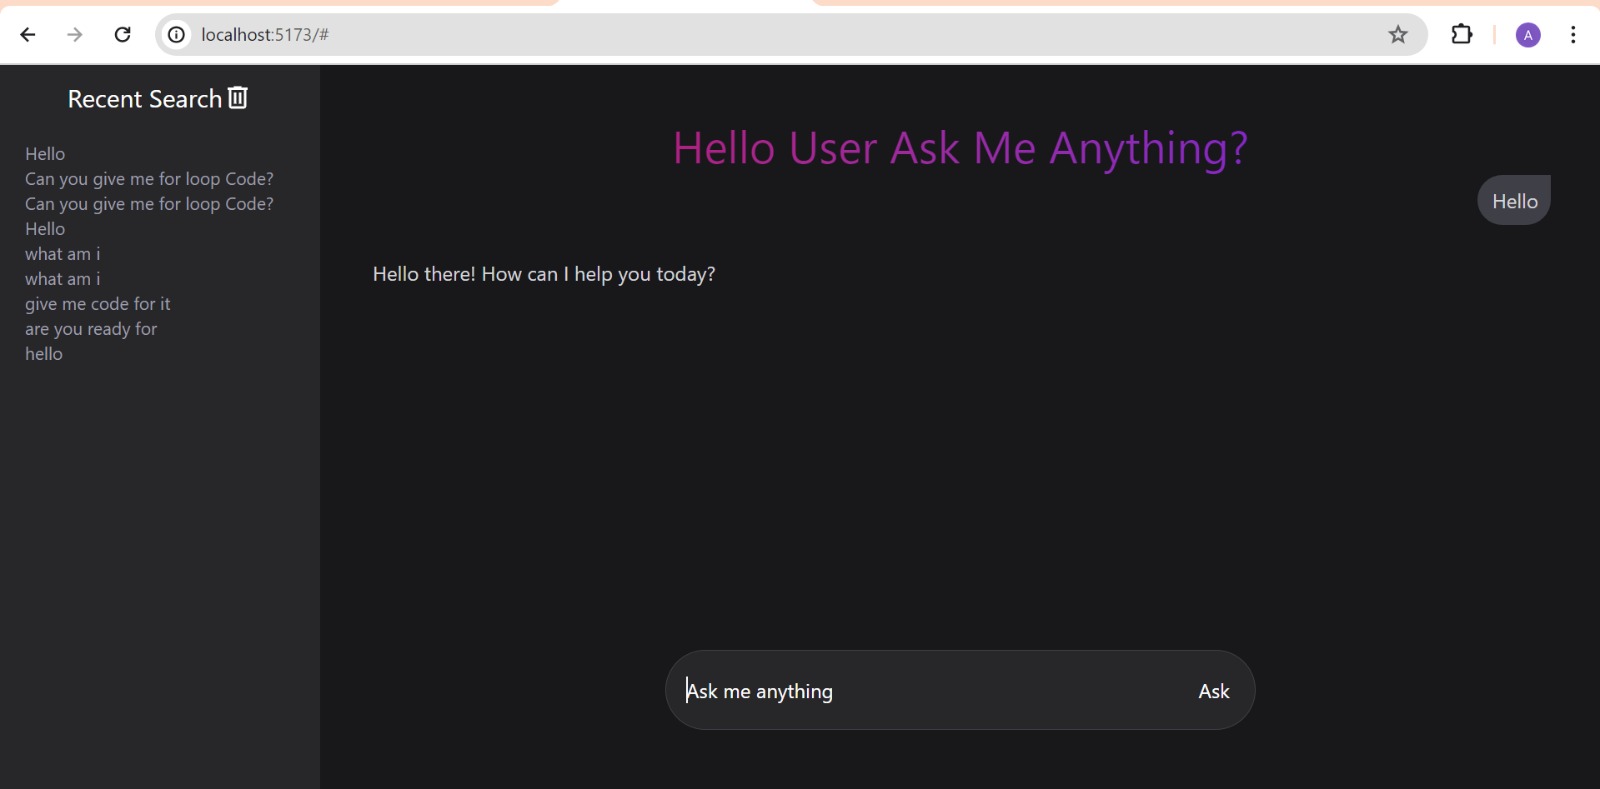 localhost:5173/#
A
Recent Search
Hello
Can you give me for loop Code?
Can you give me for loop Code?
Hello
what am i
what am i
give me code for it
are you ready for
hello
Hello User Ask Me Anything?
Hello
Hello there! How can I help you today?
Ask me anything
Ask